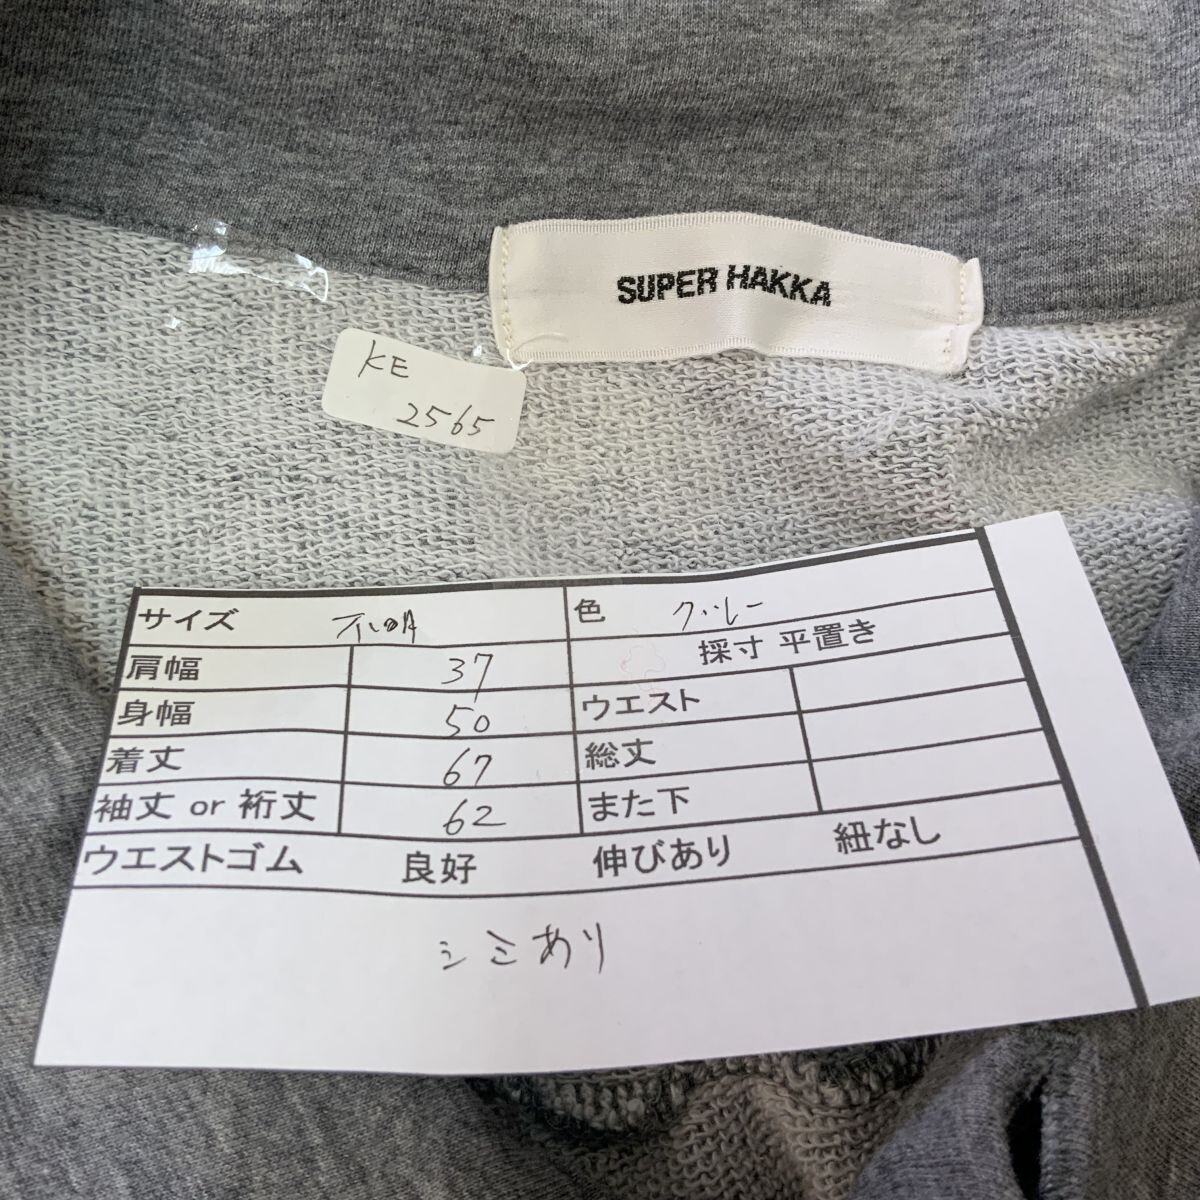 SUPER HAKKA
KE
2565
サイズ 不明 色 グレー
肩幅 37 採寸 平置き
身幅 50 ウエスト
着丈 67 総丈
袖丈 or 裄丈 62 また下
ウエストゴム 良好 伸びあり 紐なし
シミあり